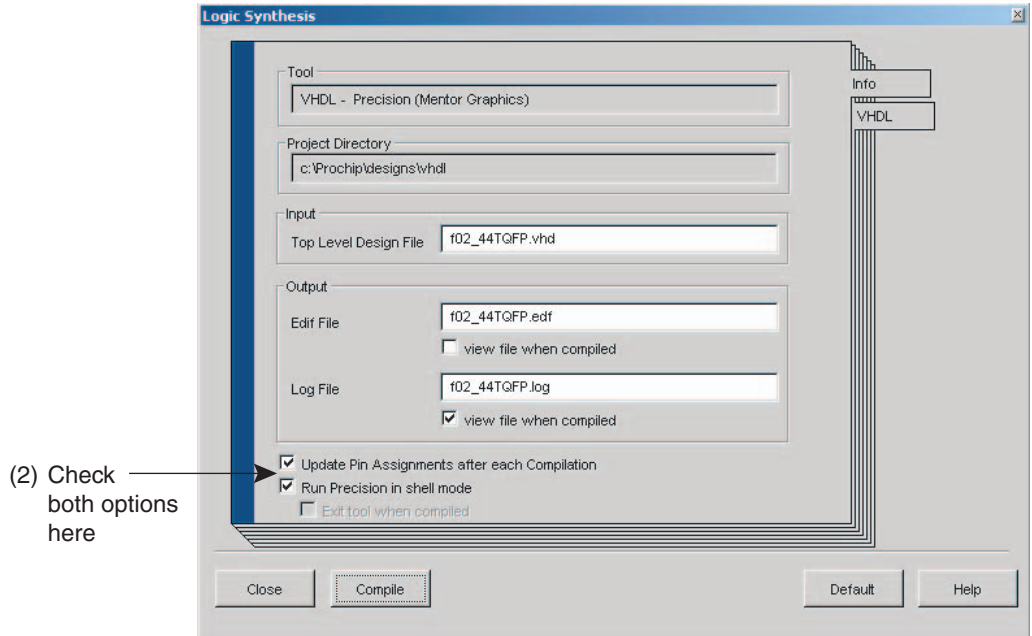 Logic Synthesis
Info
VHDL
Tool
VHDL - Precision (Mentor Graphics)
Project Directory
c:\Prochip\designs\vhdl
Input
Top Level Design File f02_44TQFP.vhd
Output
Edif File f02_44TQFP.edf
view file when compiled
Log File f02_44TQFP.log
view file when compiled
Update Pin Assignments after each Compilation
Run Precision in shell mode
Exit tool when compiled
(2) Check
both options
here
Close Compile Default Help